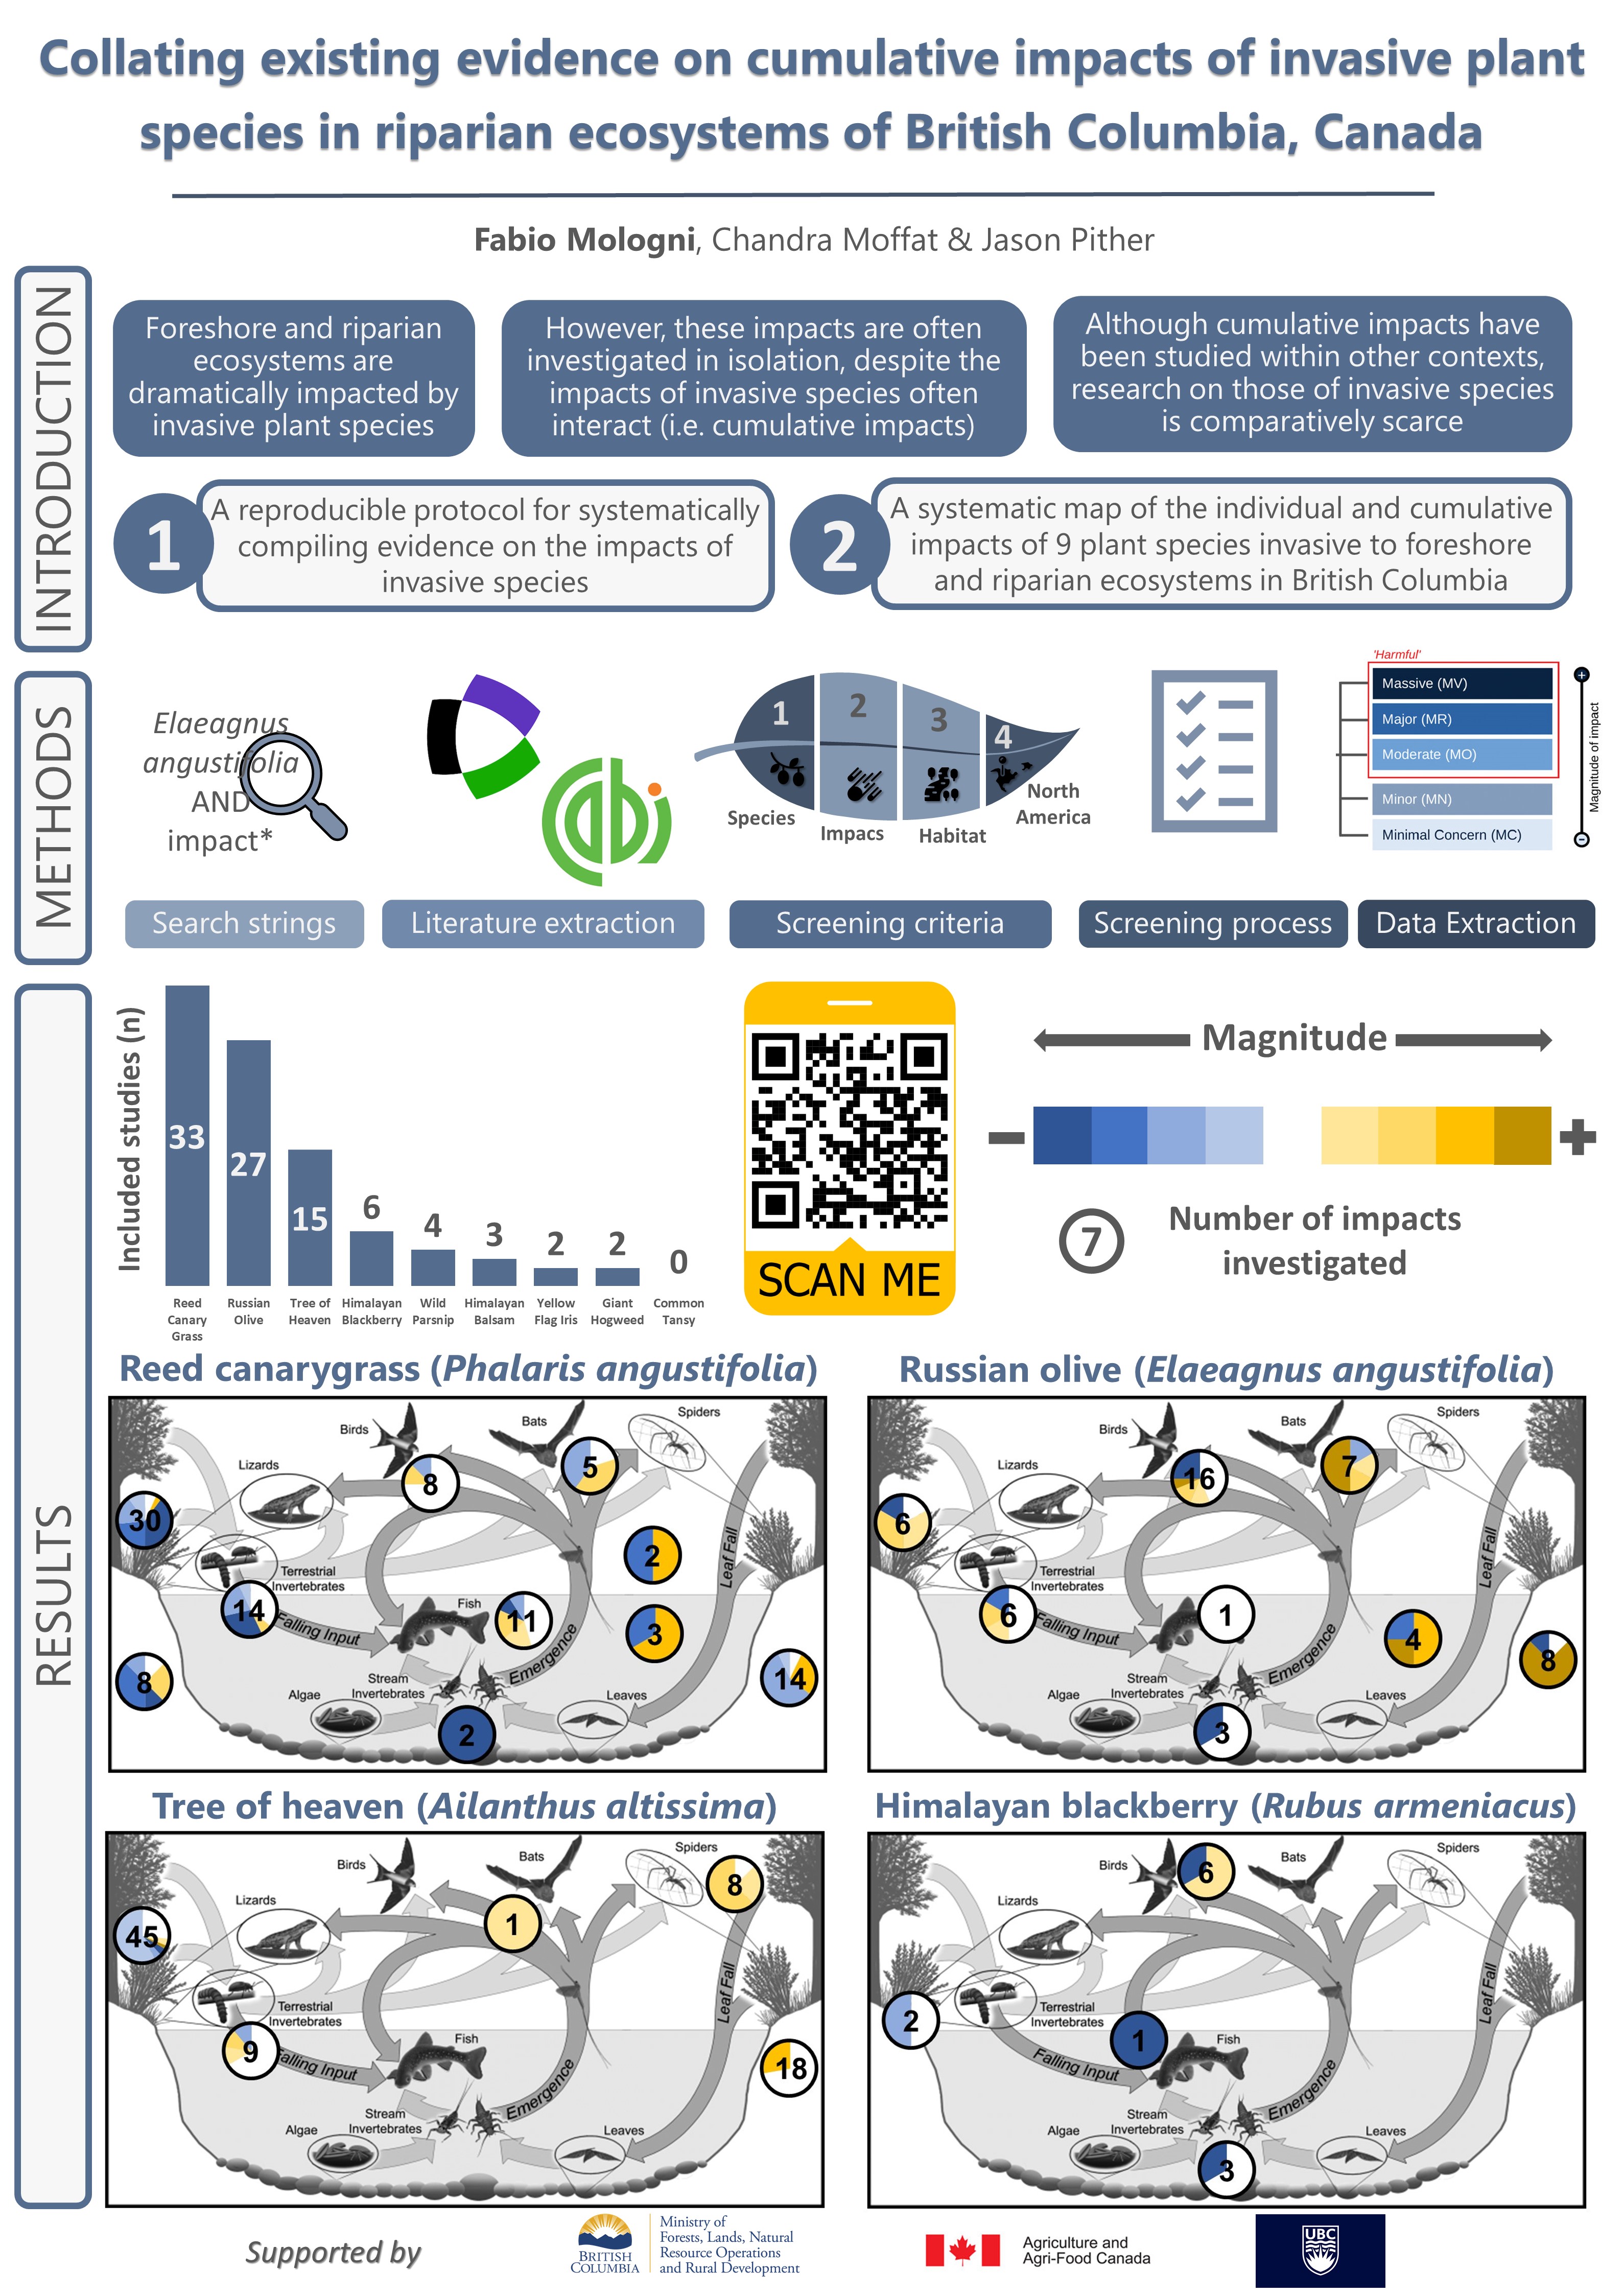 Collating existing evidence on cumulative impacts of invasive plant
species in riparian ecosystems of British Columbia, Canada
Fabio Mologni, Chandra Moffat & Jason Pither
INTRODUCTION
Foreshore and riparian
ecosystems are
dramatically impacted by
invasive plant species
However, these impacts are often
investigated in isolation, despite the
impacts of invasive species often
interact (i.e. cumulative impacts)
Although cumulative impacts have
been studied within other contexts,
research on those of invasive species
is comparatively scarce
1
A reproducible protocol for systematically
compiling evidence on the impacts of
invasive species
2
A systematic map of the individual and cumulative
impacts of 9 plant species invasive to foreshore
and riparian ecosystems in British Columbia
METHODS
Elaeagnus
angustifolia
AND
impact*
Search strings
cabi
Literature extraction
1
2
3
4
Species
Impacs
Habitat
North
America
Screening criteria
Screening process
'Harmful'
Massive (MV)
Major (MR)
Moderate (MO)
Minor (MN)
Minimal Concern (MC)
+
Magnitude of impact
-
Data Extraction
RESULTS
Included studies (n)
33
27
15
6
4
3
2
2
0
Reed
Canary
Grass
Russian
Olive
Tree of
Heaven
Himalayan
Blackberry
Wild
Parsnip
Himalayan
Balsam
Yellow
Flag Iris
Giant
Hogweed
Common
Tansy
SCAN ME
Magnitude
−
+
7
Number of impacts
investigated
Reed canarygrass (Phalaris angustifolia)
Birds
Bats
Spiders
Lizards
8
5
30
2
Terrestrial
Invertebrates
Leaf Fall
14
Falling Input
Fish
11
3
Emergence
8
14
Stream
Invertebrates
Algae
Leaves
2
Russian olive (Elaeagnus angustifolia)
Birds
Bats
Spiders
Lizards
16
7
6
Terrestrial
Invertebrates
Leaf Fall
6
Falling Input
1
4
Emergence
8
Stream
Invertebrates
Algae
Leaves
3
Tree of heaven (Ailanthus altissima)
Birds
Bats
Spiders
8
Lizards
1
45
Terrestrial
Invertebrates
Leaf Fall
9
Falling Input
Fish
18
Emergence
Stream
Invertebrates
Algae
Leaves
Himalayan blackberry (Rubus armeniacus)
Birds
6
Bats
Spiders
Lizards
Terrestrial
Invertebrates
Leaf Fall
2
1
Fish
Falling Input
Emergence
Stream
Invertebrates
Algae
Leaves
3
Supported by
BRITISH
COLUMBIA
Ministry of
Forests, Lands, Natural
Resource Operations
and Rural Development
Agriculture and
Agri-Food Canada
UBC